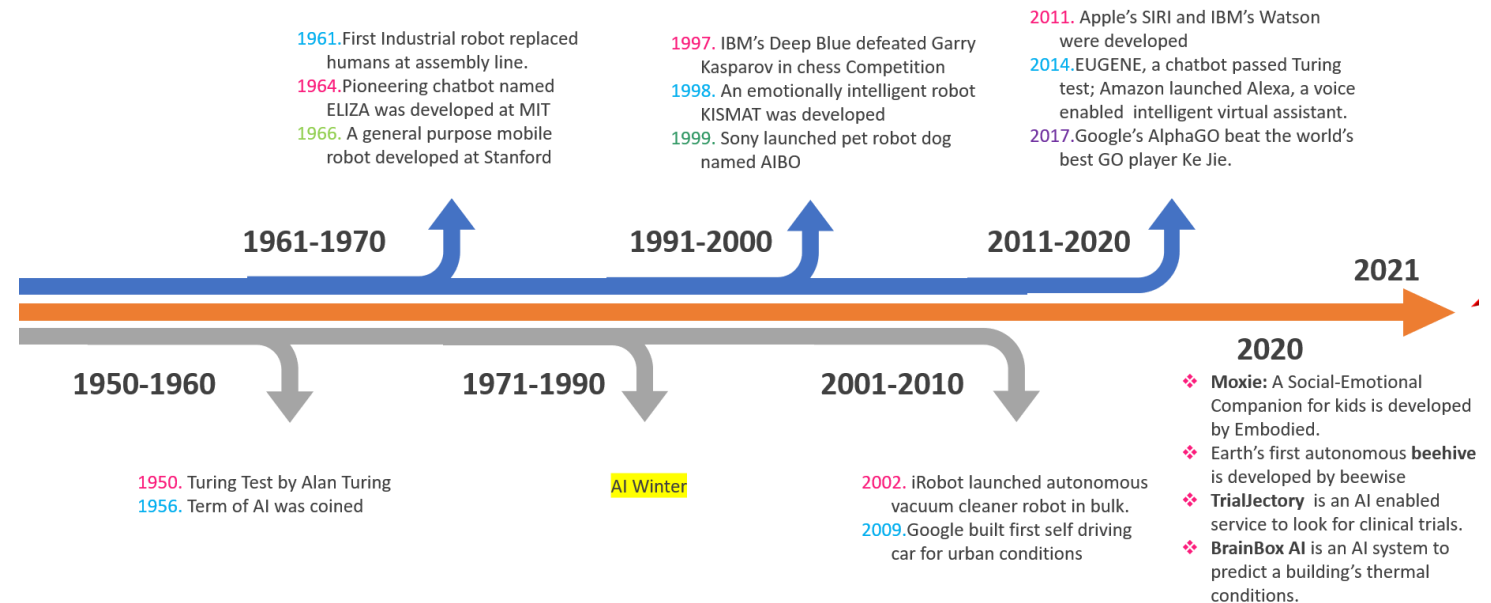 1961.First Industrial robot replaced
humans at assembly line.
1964.Pioneering chatbot named
ELIZA was developed at MIT
1966. A general purpose mobile
robot developed at Stanford
1997. IBM's Deep Blue defeated Garry
Kasparov in chess Competition
1998. An emotionally intelligent robot
KISMAT was developed
1999. Sony launched pet robot dog
named AIBO
2011. Apple's SIRI and IBM's Watson
were developed
2014.EUGENE, a chatbot passed Turing
test; Amazon launched Alexa, a voice
enabled intelligent virtual assistant.
2017.Google's AlphaGO beat the world's
best GO player Ke Jie.
1961-1970
1991-2000
2011-2020
2021
1950-1960
1971-1990
2001-2010
2020
1950. Turing Test by Alan Turing
1956. Term of AI was coined
AI Winter
2002. iRobot launched autonomous
vacuum cleaner robot in bulk.
2009.Google built first self driving
car for urban conditions
❖ Moxie: A Social-Emotional
Companion for kids is developed
by Embodied.
❖ Earth's first autonomous beehive
is developed by beewise
❖ TrialJectory is an AI enabled
service to look for clinical trials.
❖ BrainBox AI is an AI system to
predict a building's thermal
conditions.